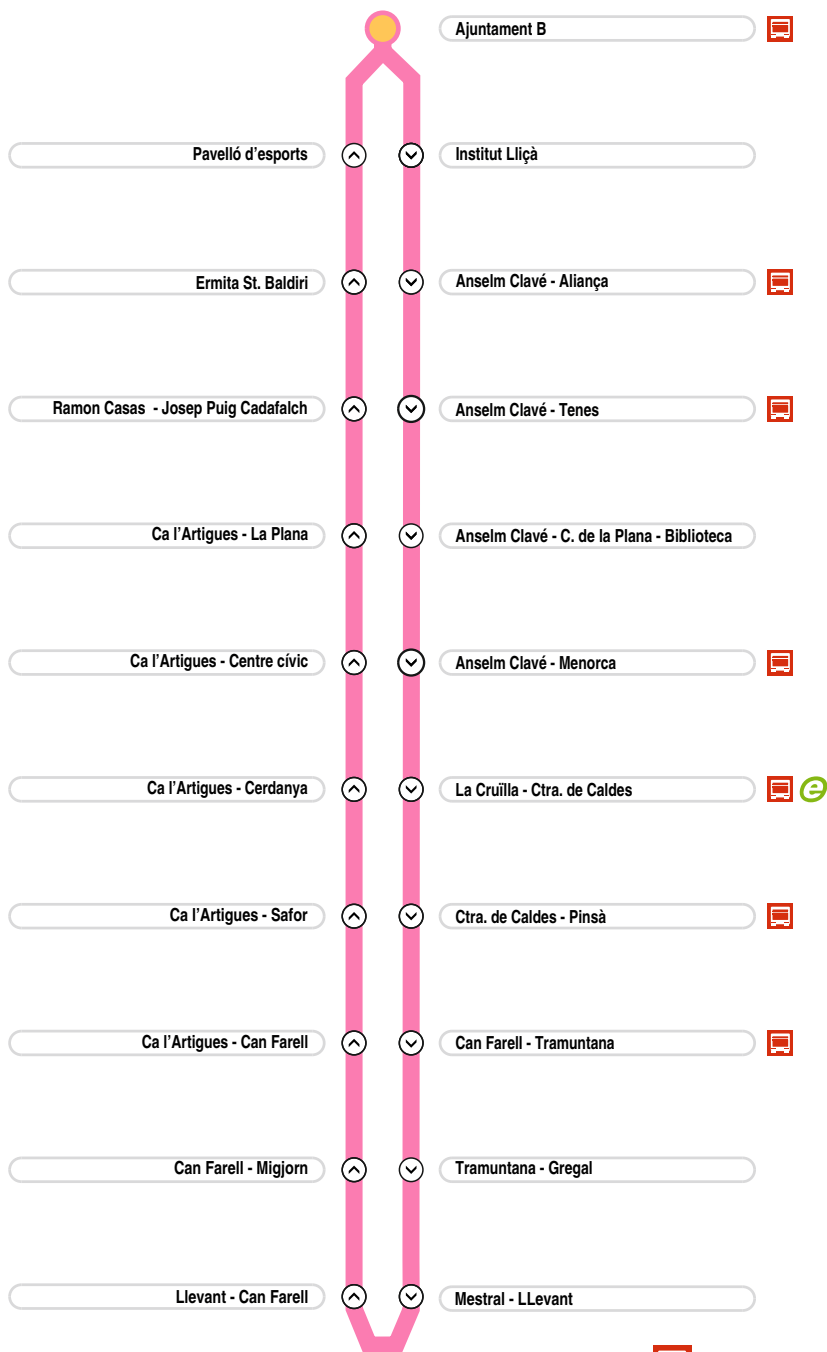 Ajuntament B
Pavelló d'esports
Institut Lliçà
Ermita St. Baldiri
Anselm Clavé - Aliança
Ramon Casas - Josep Puig Cadafalch
Anselm Clavé - Tenes
Ca l'Artigues - La Plana
Anselm Clavé - C. de la Plana - Biblioteca
Ca l'Artigues - Centre cívic
Anselm Clavé - Menorca
Ca l'Artigues - Cerdanya
La Cruïlla - Ctra. de Caldes
e
Ca l'Artigues - Safor
Ctra. de Caldes - Pinsà
Ca l'Artigues - Can Farell
Can Farell - Tramuntana
Can Farell - Migjorn
Tramuntana - Gregal
Llevant - Can Farell
Mestral - LLevant